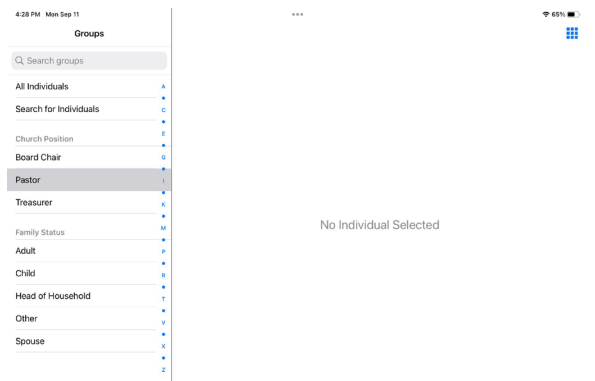 4:28 PM Mon Sep 11
65%
Groups
Search groups
All Individuals
Search for Individuals
Church Position
Board Chair
Pastor
Treasurer
Family Status
Adult
Child
Head of Household
Other
Spouse
A
C
E
G
I
K
M
P
R
T
V
X
Z
No Individual Selected